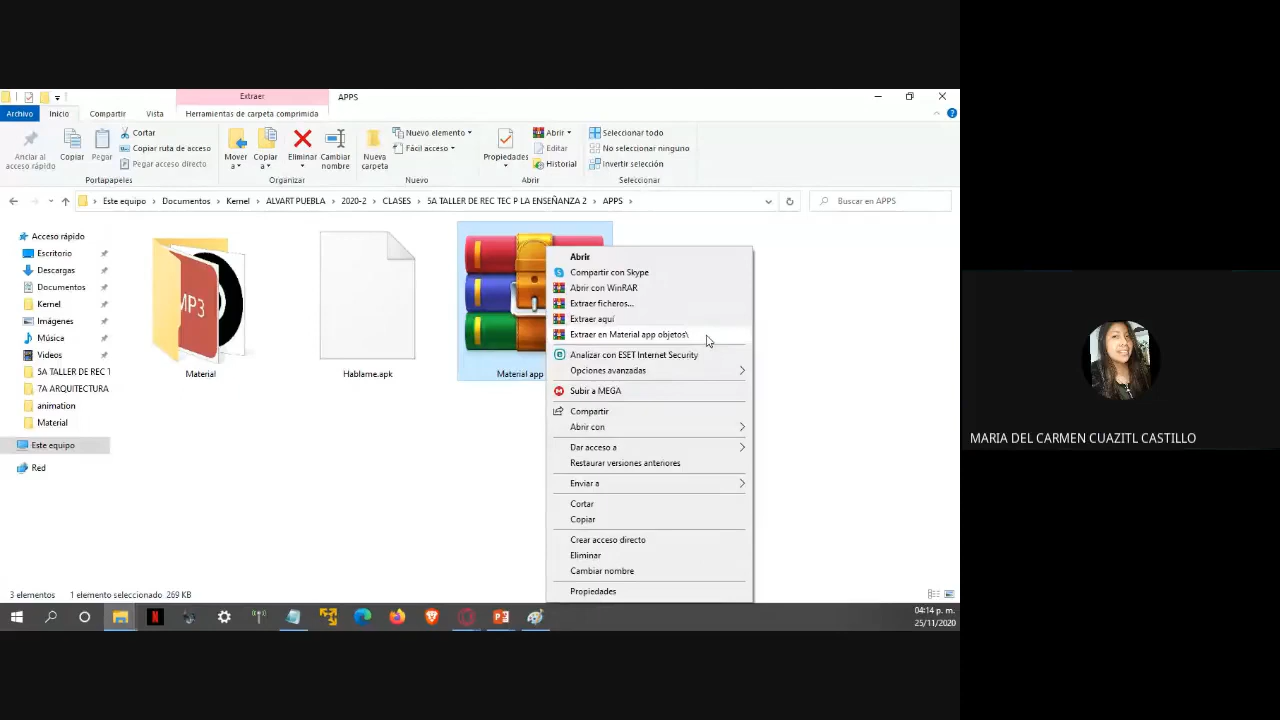 Extraer
APPS
Archivo Inicio Compartir Vista Herramientas de carpeta comprimida
Anclar al acceso rápido
Copiar
Pegar
Cortar
Copiar ruta de acceso
Pegar acceso directo
Portapapeles
Mover a
Copiar a
Eliminar
Cambiar nombre
Organizar
Nueva carpeta
Nuevo elemento
Fácil acceso
Nuevo
Propiedades
Abrir
Editar
Historial
Abrir
Seleccionar todo
No seleccionar ninguno
Invertir selección
Seleccionar
Este equipo > Documentos > Kernel > ALVART PUEBLA > 2020-2 > CLASES > 5A TALLER DE REC TEC P LA ENSEÑANZA 2 > APPS >
Buscar en APPS
Acceso rápido
Escritorio
Descargas
Documentos
Kernel
Imágenes
Música
Videos
5A TALLER DE REC T
7A ARQUITECTURA
animation
Material
Este equipo
Red
MP3
Material
Hablame.apk
Material app
Abrir
Compartir con Skype
Abrir con WinRAR
Extraer ficheros...
Extraer aquí
Extraer en Material app objetos\
Analizar con ESET Internet Security
Opciones avanzadas
Subir a MEGA
Compartir
Abrir con
Dar acceso a
Restaurar versiones anteriores
Enviar a
Cortar
Copiar
Crear acceso directo
Eliminar
Cambiar nombre
Propiedades
3 elementos 1 elemento seleccionado 269 KB
04:14 p. m.
25/11/2020
MARIA DEL CARMEN CUAZITL CASTILLO